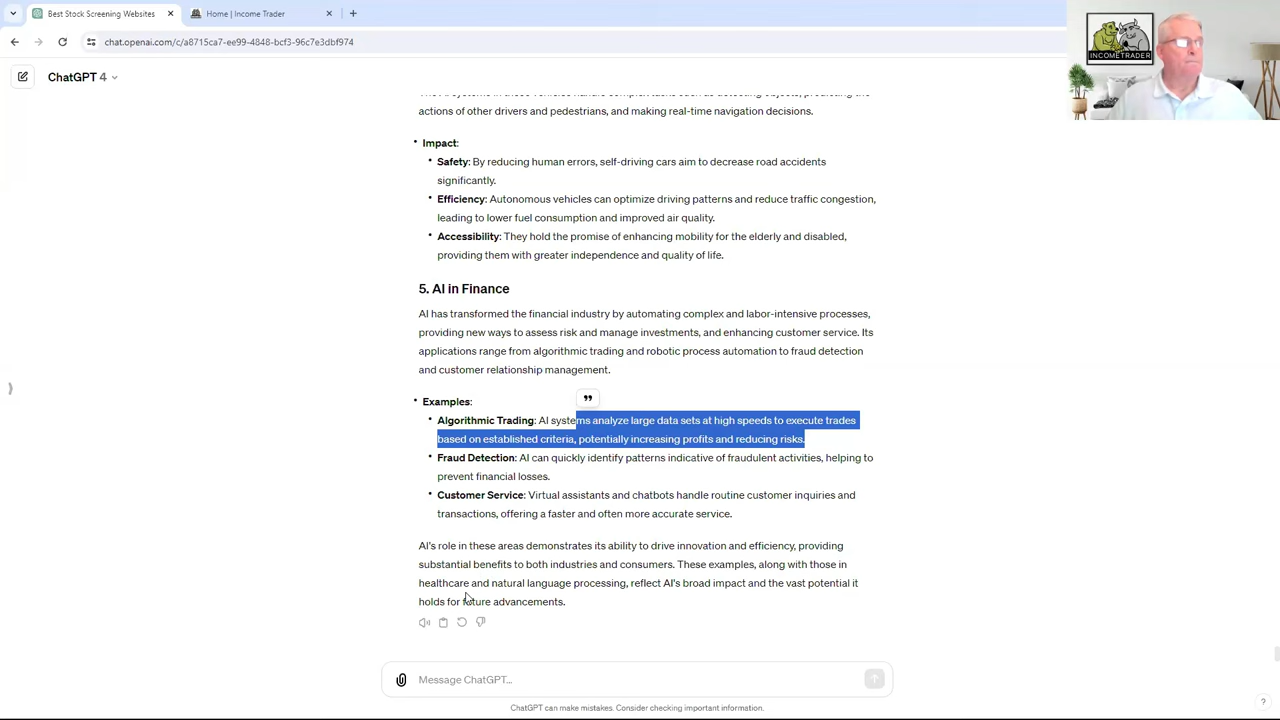 Best Stock Screening Websites
Home | Income Trader
chat.openai.com/c/a8715ca7-ee99-4848-bcf3-96c7e3dbf974
ChatGPT 4
INCOMETRADER
actions of other drivers and pedestrians, and making real-time navigation decisions.
• Impact:
• Safety: By reducing human errors, self-driving cars aim to decrease road accidents
significantly.
• Efficiency: Autonomous vehicles can optimize driving patterns and reduce traffic congestion,
leading to lower fuel consumption and improved air quality.
• Accessibility: They hold the promise of enhancing mobility for the elderly and disabled,
providing them with greater independence and quality of life.
5. AI in Finance
AI has transformed the financial industry by automating complex and labor-intensive processes,
providing new ways to assess risk and manage investments, and enhancing customer service. Its
applications range from algorithmic trading and robotic process automation to fraud detection
and customer relationship management.
• Examples:
• Algorithmic Trading: AI systems analyze large data sets at high speeds to execute trades
based on established criteria, potentially increasing profits and reducing risks.
• Fraud Detection: AI can quickly identify patterns indicative of fraudulent activities, helping to
prevent financial losses.
• Customer Service: Virtual assistants and chatbots handle routine customer inquiries and
transactions, offering a faster and often more accurate service.
AI's role in these areas demonstrates its ability to drive innovation and efficiency, providing
substantial benefits to both industries and consumers. These examples, along with those in
healthcare and natural language processing, reflect AI's broad impact and the vast potential it
holds for future advancements.
Message ChatGPT...
ChatGPT can make mistakes. Consider checking important information.
?